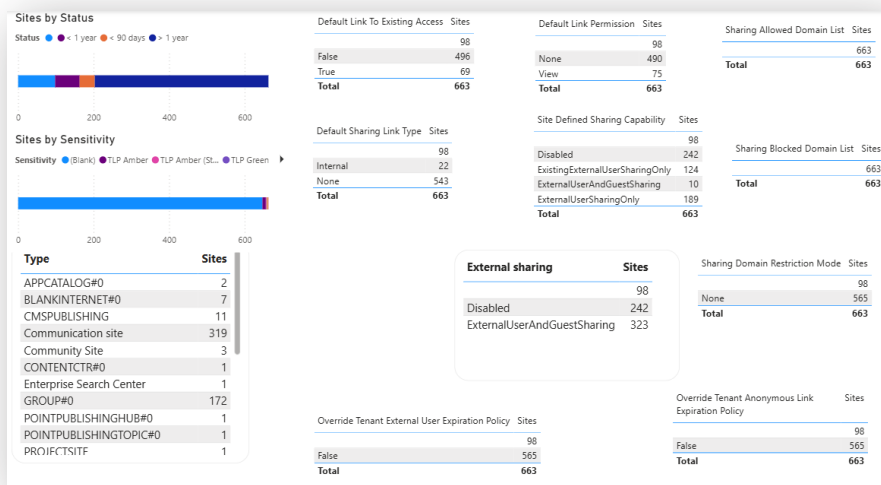 Sites by Status
Status < 1 year < 90 days > 1 year
0 200 400 600
Sites by Sensitivity
Sensitivity (Blank) TLP Amber TLP Amber (St... TLP Green
0 200 400 600
Type Sites
APPCATALOG#0 2
BLANKINTERNET#0 7
CMSPUBLISHING 11
Communication site 319
Community Site 3
CONTENTCTR#0 1
Enterprise Search Center 1
GROUP#0 172
POINTPUBLISHINGHUB#0 1
POINTPUBLISHINGTOPIC#0 1
PROJECTSITE 1
Default Link To Existing Access Sites
98
False 496
True 69
Total 663
Default Link Permission Sites
98
None 490
View 75
Total 663
Sharing Allowed Domain List Sites
663
Total 663
Default Sharing Link Type Sites
98
Internal 22
None 543
Total 663
Site Defined Sharing Capability Sites
98
Disabled 242
ExistingExternalUserSharingOnly 124
ExternalUserAndGuestSharing 10
ExternalUserSharingOnly 189
Total 663
Sharing Blocked Domain List Sites
663
Total 663
External sharing Sites
98
Disabled 242
ExternalUserAndGuestSharing 323
Sharing Domain Restriction Mode Sites
98
None 565
Total 663
Override Tenant External User Expiration Policy Sites
98
False 565
Total 663
Override Tenant Anonymous Link Sites
Expiration Policy
98
False 565
Total 663